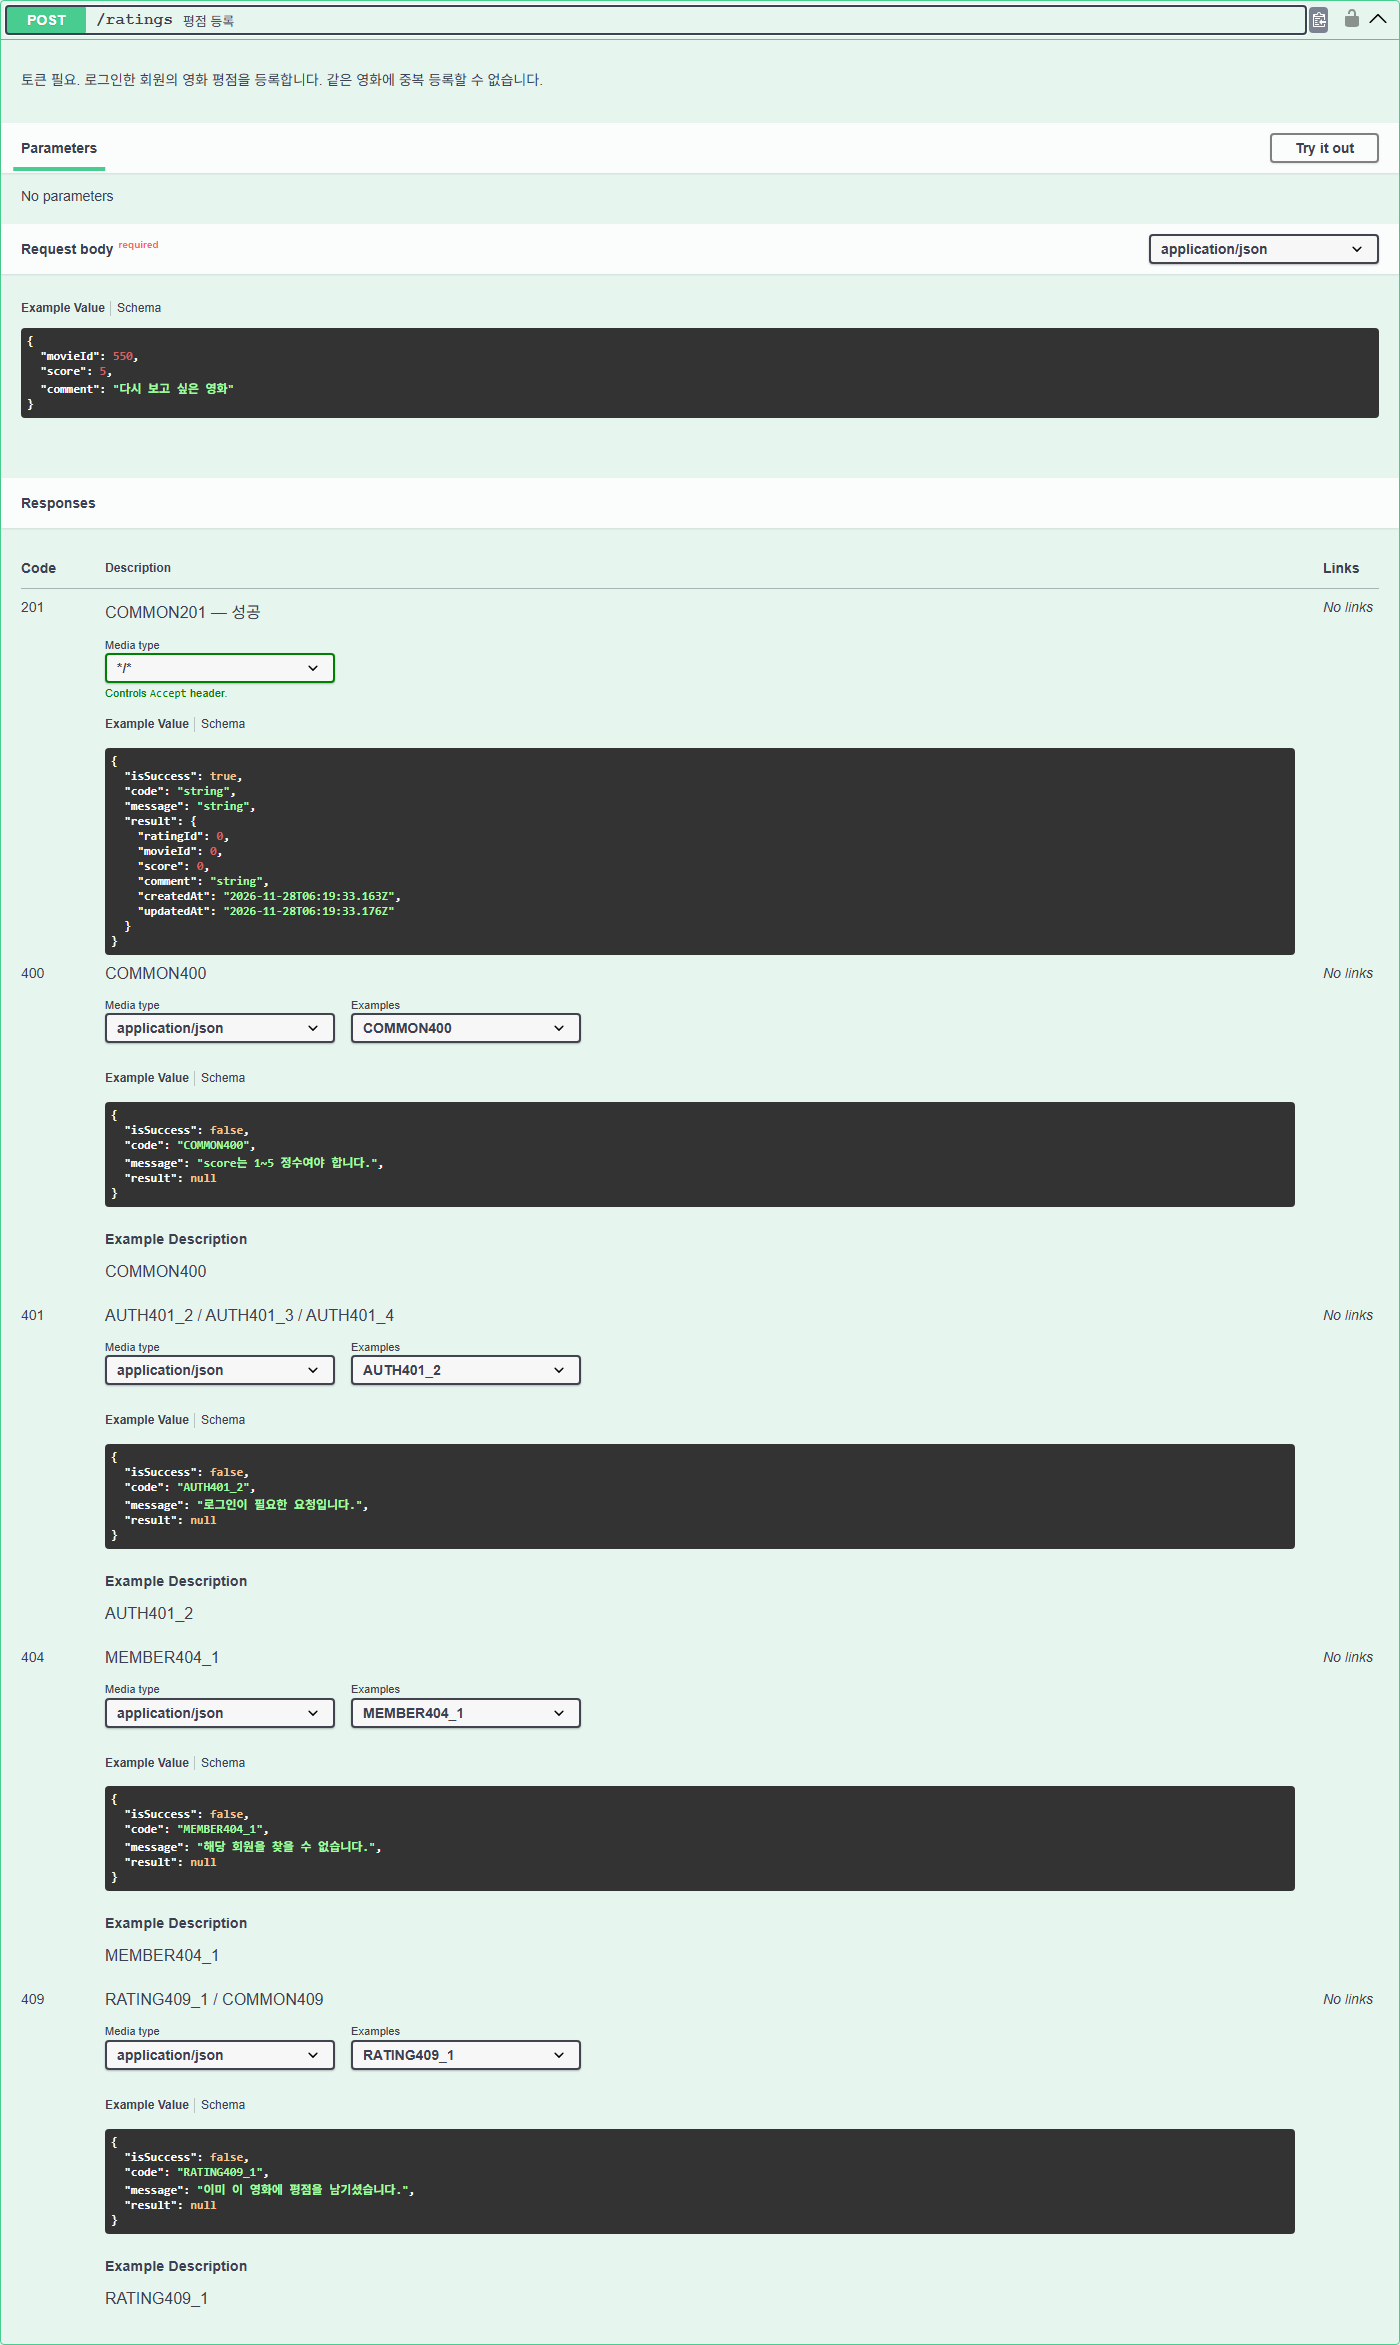 POST /ratings 평점 등록
토큰 필요. 로그인한 회원의 영화 평점을 등록합니다. 같은 영화에 중복 등록할 수 없습니다.
Parameters
Try it out
No parameters
Request body required
application/json
Example Value Schema
{
"movieId": 550,
"score": 5,
"comment": "다시 보고 싶은 영화"
}
Responses
Code Description Links
201 COMMON201 — 성공 No links
Media type
*/*
Controls Accept header.
Example Value Schema
{
"isSuccess": true,
"code": "string",
"message": "string",
"result": {
"ratingId": 0,
"movieId": 0,
"score": 0,
"comment": "string",
"createdAt": "2026-11-28T06:19:33.163Z",
"updatedAt": "2026-11-28T06:19:33.176Z"
}
}
400 COMMON400 No links
Media type Examples
application/json COMMON400
Example Value Schema
{
"isSuccess": false,
"code": "COMMON400",
"message": "score는 1~5 정수여야 합니다.",
"result": null
}
Example Description
COMMON400
401 AUTH401_2 / AUTH401_3 / AUTH401_4 No links
Media type Examples
application/json AUTH401_2
Example Value Schema
{
"isSuccess": false,
"code": "AUTH401_2",
"message": "로그인이 필요한 요청입니다.",
"result": null
}
Example Description
AUTH401_2
404 MEMBER404_1 No links
Media type Examples
application/json MEMBER404_1
Example Value Schema
{
"isSuccess": false,
"code": "MEMBER404_1",
"message": "해당 회원을 찾을 수 없습니다.",
"result": null
}
Example Description
MEMBER404_1
409 RATING409_1 / COMMON409 No links
Media type Examples
application/json RATING409_1
Example Value Schema
{
"isSuccess": false,
"code": "RATING409_1",
"message": "이미 이 영화에 평점을 남기셨습니다.",
"result": null
}
Example Description
RATING409_1